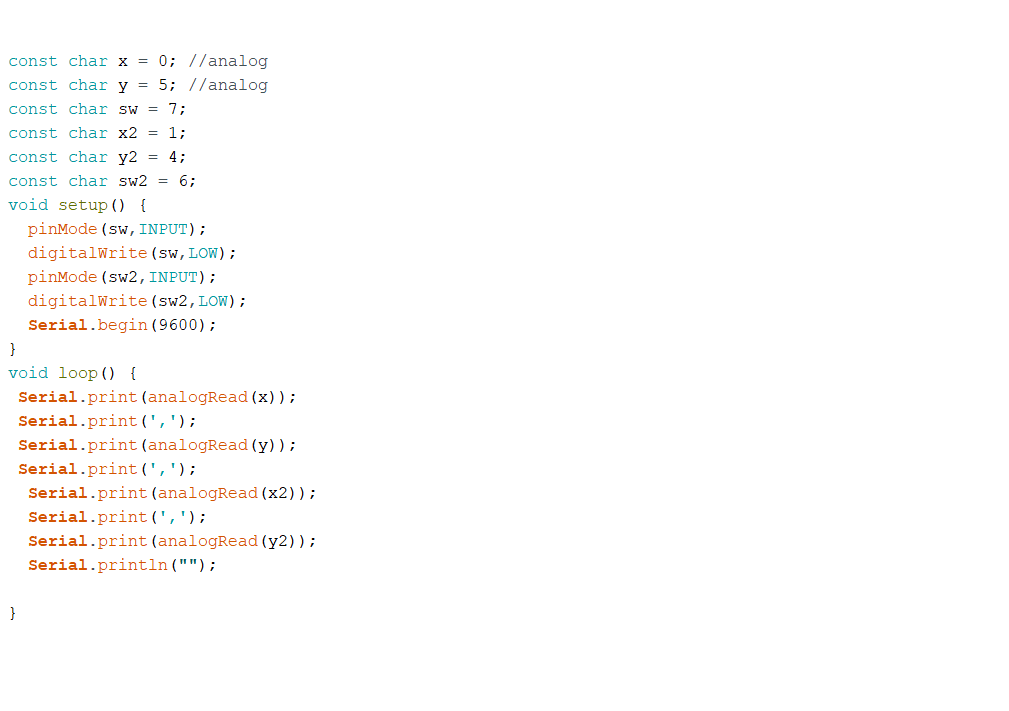 const char x = 0; //analog
const char y = 5; //analog
const char sw = 7;
const char x2 = 1;
const char y2 = 4;
const char sw2 = 6;
void setup() {
  pinMode(sw,INPUT);
  digitalWrite(sw,LOW);
  pinMode(sw2,INPUT);
  digitalWrite(sw2,LOW);
  Serial.begin(9600);
}
void loop() {
 Serial.print(analogRead(x));
 Serial.print(',');
 Serial.print(analogRead(y));
 Serial.print(',');
  Serial.print(analogRead(x2));
  Serial.print(',');
  Serial.print(analogRead(y2));
  Serial.println("");

}